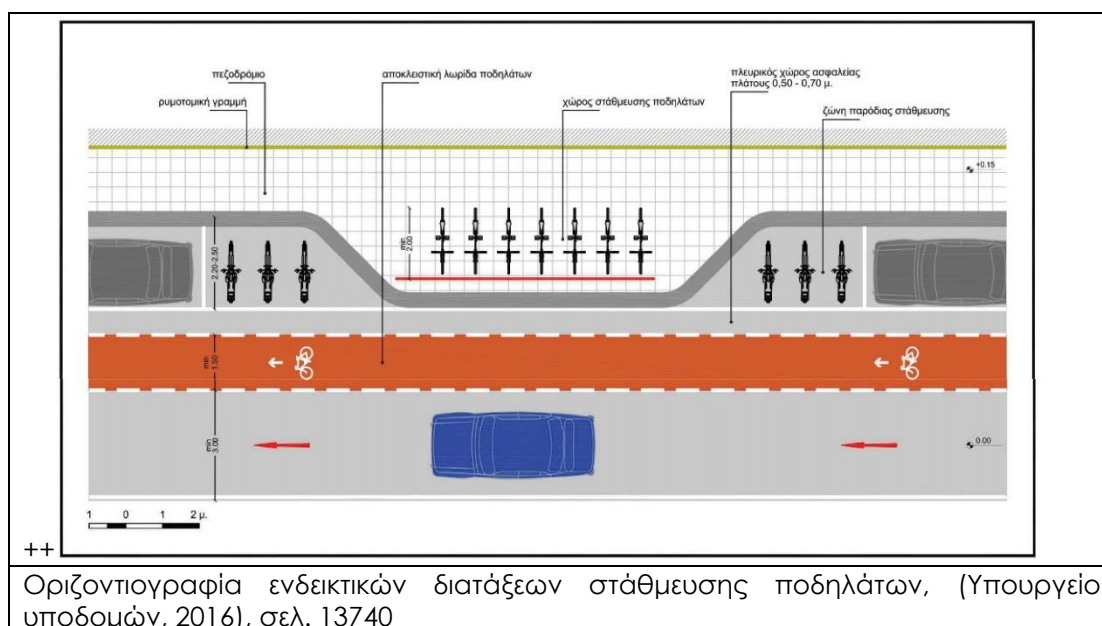 πεζοδρόμιο
αποκλειστική λωρίδα ποδηλάτων
πλευρικός χώρος ασφαλείας
πλάτους 0,50 - 0,70 μ.
ρυμοτομική γραμμή
χώρος στάθμευσης ποδηλάτων
ζώνη παρόδιας στάθμευσης
+0.15
min
2.00
2.20-2.50
min
1.50
min
3.00
0.00
1 0 1 2 μ.
++
Οριζοντιογραφία ενδεικτικών διατάξεων στάθμευσης ποδηλάτων, (Υπουργείο
υποδομών, 2016), σελ. 13740